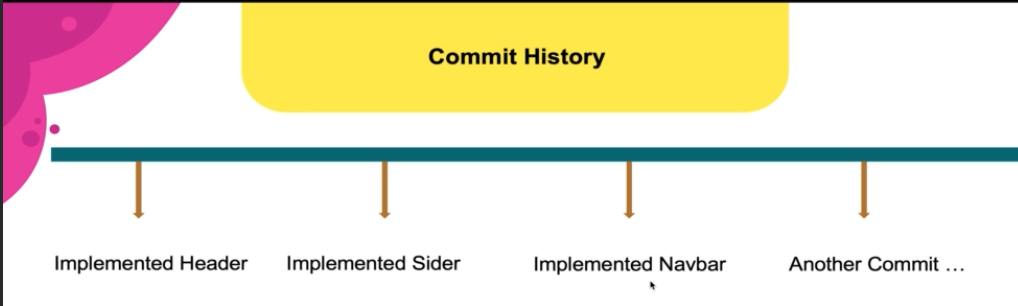 Commit History
Implemented Header
Implemented Sider
Implemented Navbar
Another Commit …